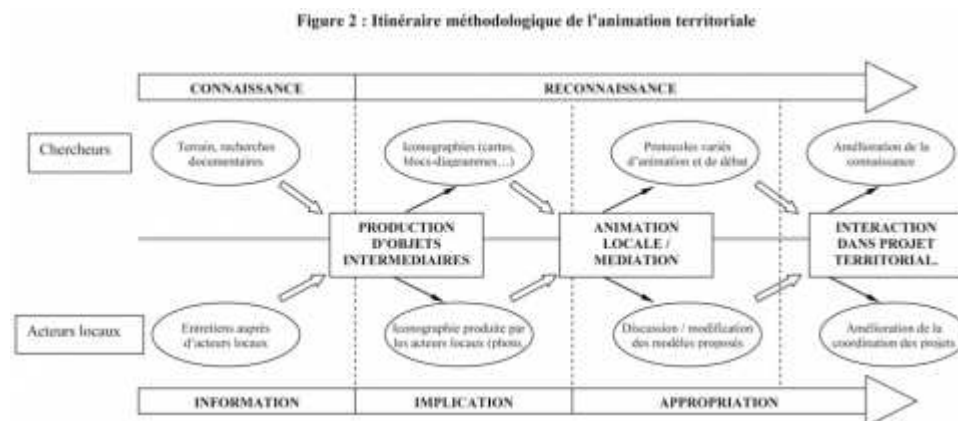 Figure 2 : Itinéraire méthodologique de l'animation territoriale
CONNAISSANCE
RECONNAISSANCE
Chercheurs
Terrain, recherches
documentaires
Iconographies (cartes,
blocs-diagrammes…)
Protocoles variés
d'animation et de débat
Amélioration de la
connaissance
PRODUCTION
D'OBJETS
INTERMEDIAIRES
ANIMATION
LOCALE /
MEDIATION
INTERACTION
DANS PROJET
TERRITORIAL.
Acteurs locaux
Entretiens auprès
d'acteurs locaux
Iconographie produite par
les acteurs locaux (photo,
Discussion / modification
des modèles proposés
Amélioration de la
coordination des projets
INFORMATION
IMPLICATION
APPROPRIATION